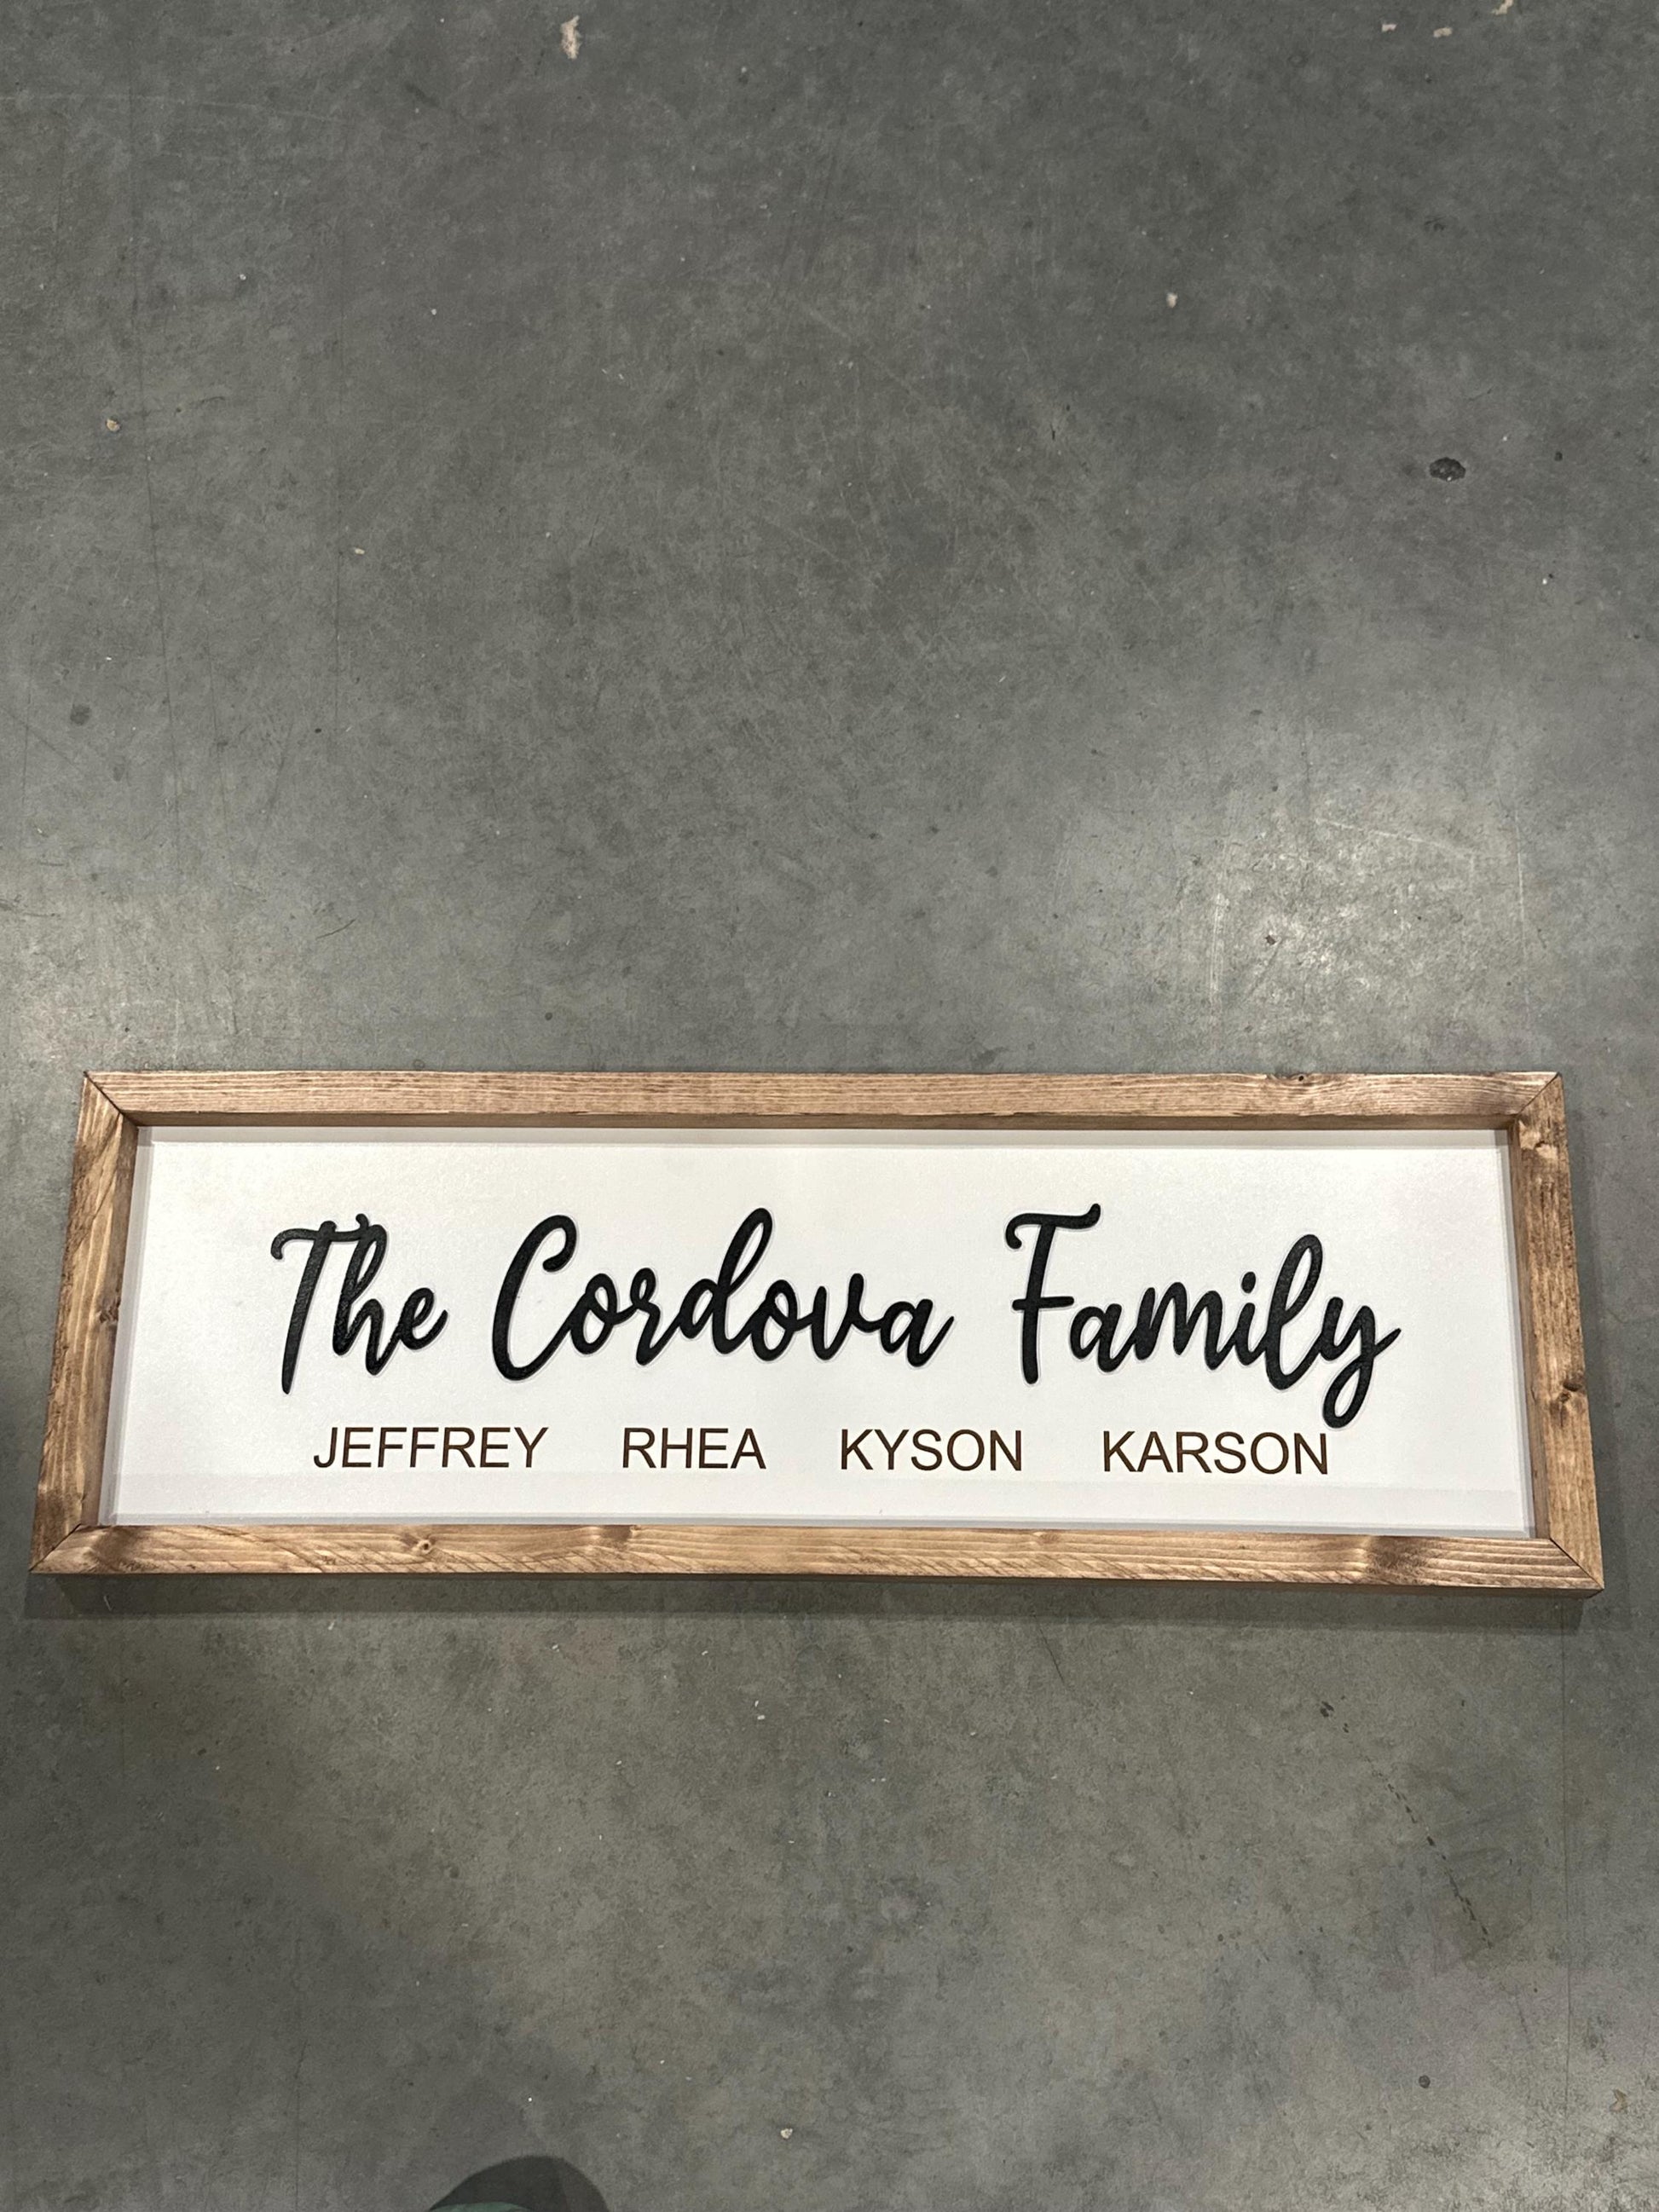 The Cordova Family
JEFFREY RHEA KYSON KARSON